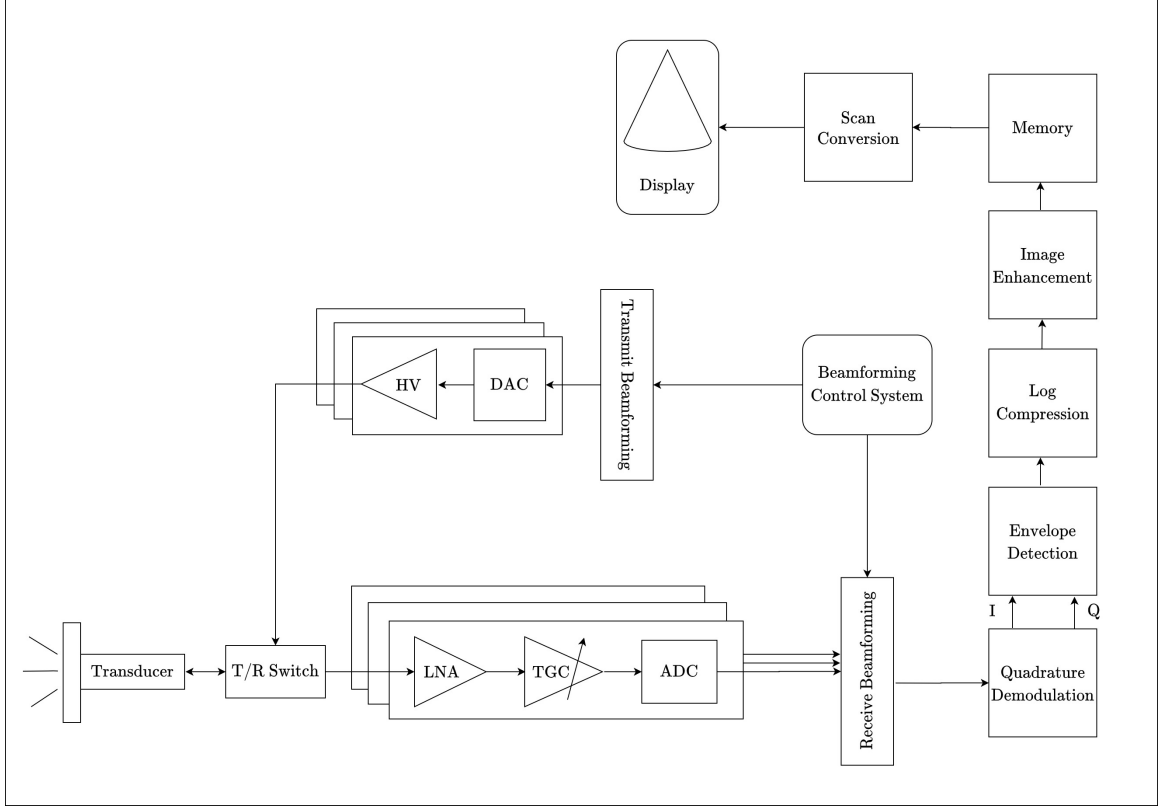 Display
Scan
Conversion
Memory
Image
Enhancement
HV
DAC
Transmit Beamforming
Beamforming
Control System
Log
Compression
Envelope
Detection
I
Q
Transducer
T/R Switch
LNA
TGC
ADC
Receive Beamforming
Quadrature
Demodulation